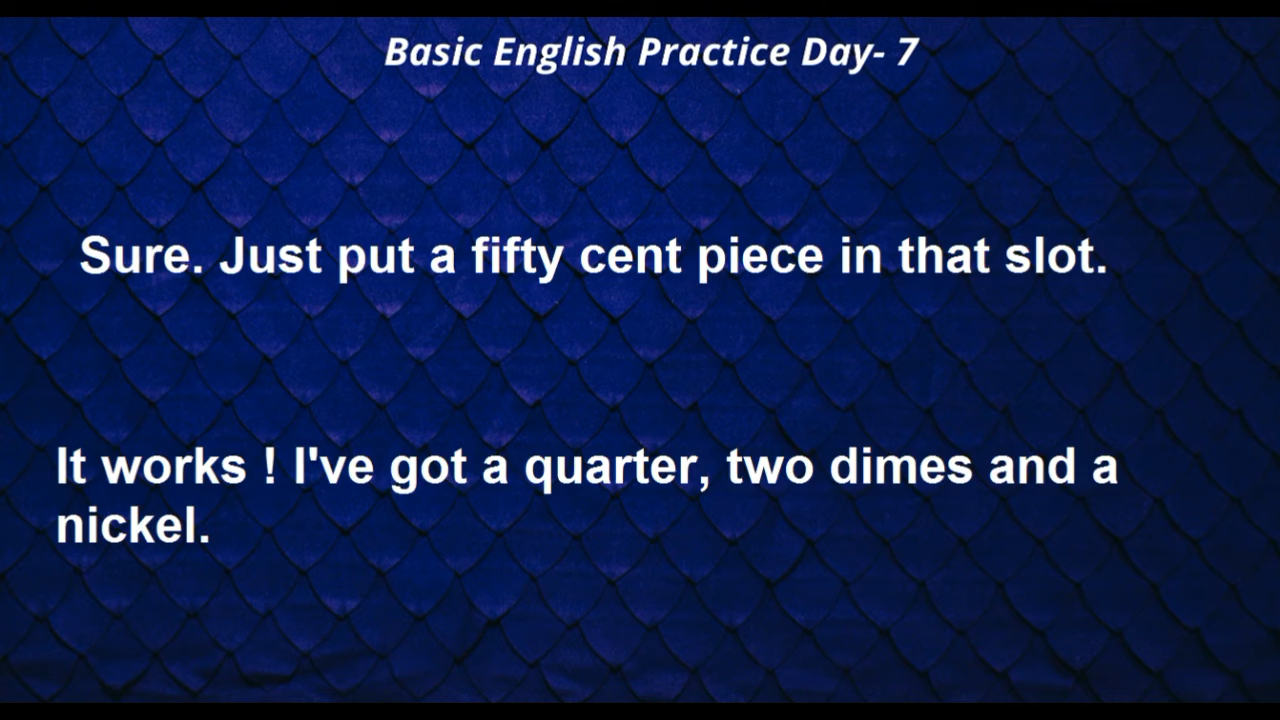 Basic English Practice Day- 7
Sure. Just put a fifty cent piece in that slot.
It works ! I've got a quarter, two dimes and a
nickel.